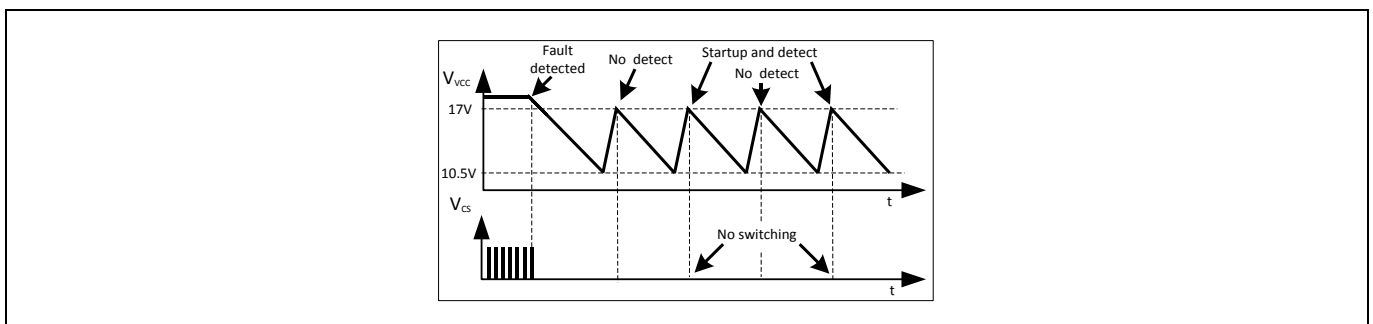 Fault
detected
No detect
Startup and detect
No detect
Vvcc
17V
10.5V
t
Vcs
No switching
t